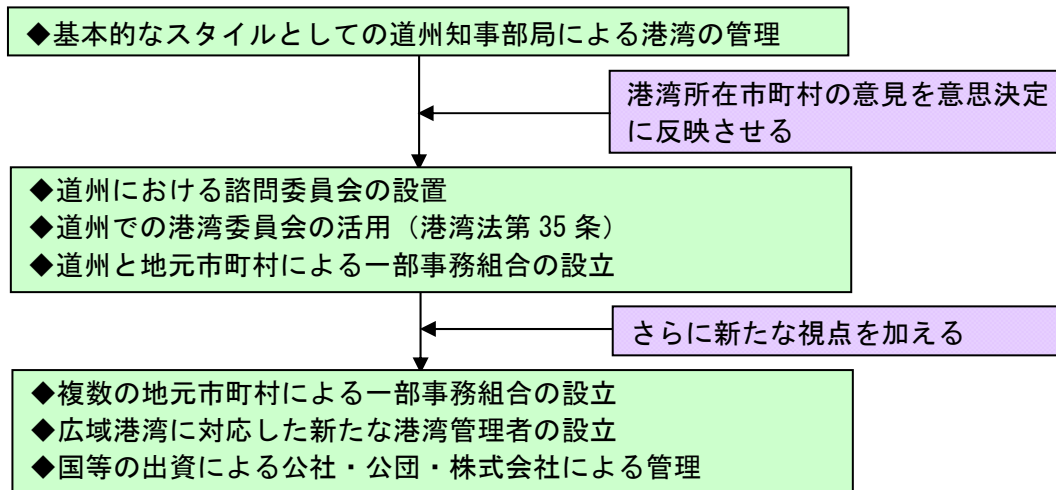 ◆基本的なスタイルとしての道州知事部局による港湾の管理
港湾所在市町村の意見を意思決定
に反映させる
◆道州における諮問委員会の設置
◆道州での港湾委員会の活用（港湾法第 35 条）
◆道州と地元市町村による一部事務組合の設立
さらに新たな視点を加える
◆複数の地元市町村による一部事務組合の設立
◆広域港湾に対応した新たな港湾管理者の設立
◆国等の出資による公社・公団・株式会社による管理